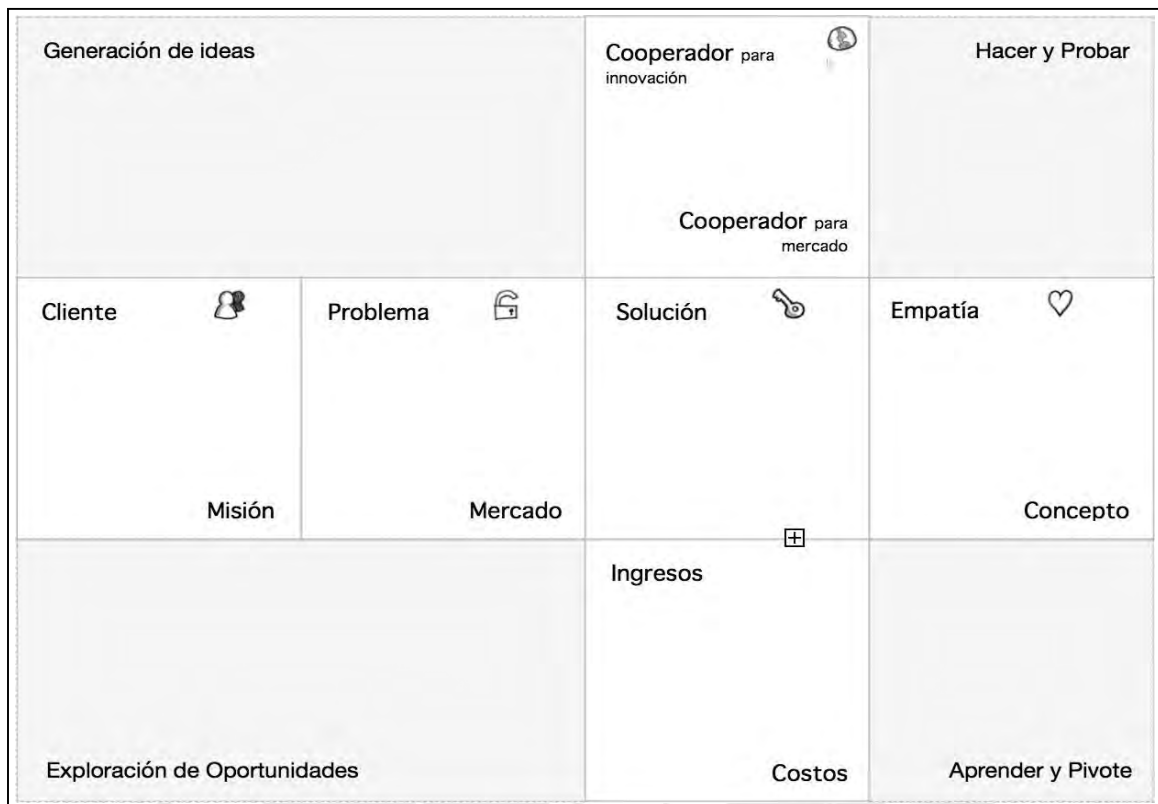 Generación de ideas
Cooperador para
innovación
Hacer y Probar
Cooperador para
mercado
Cliente
Problema
Solución
Empatía
Misión
Mercado
Concepto
Ingresos
Exploración de Oportunidades
Costos
Aprender y Pivote